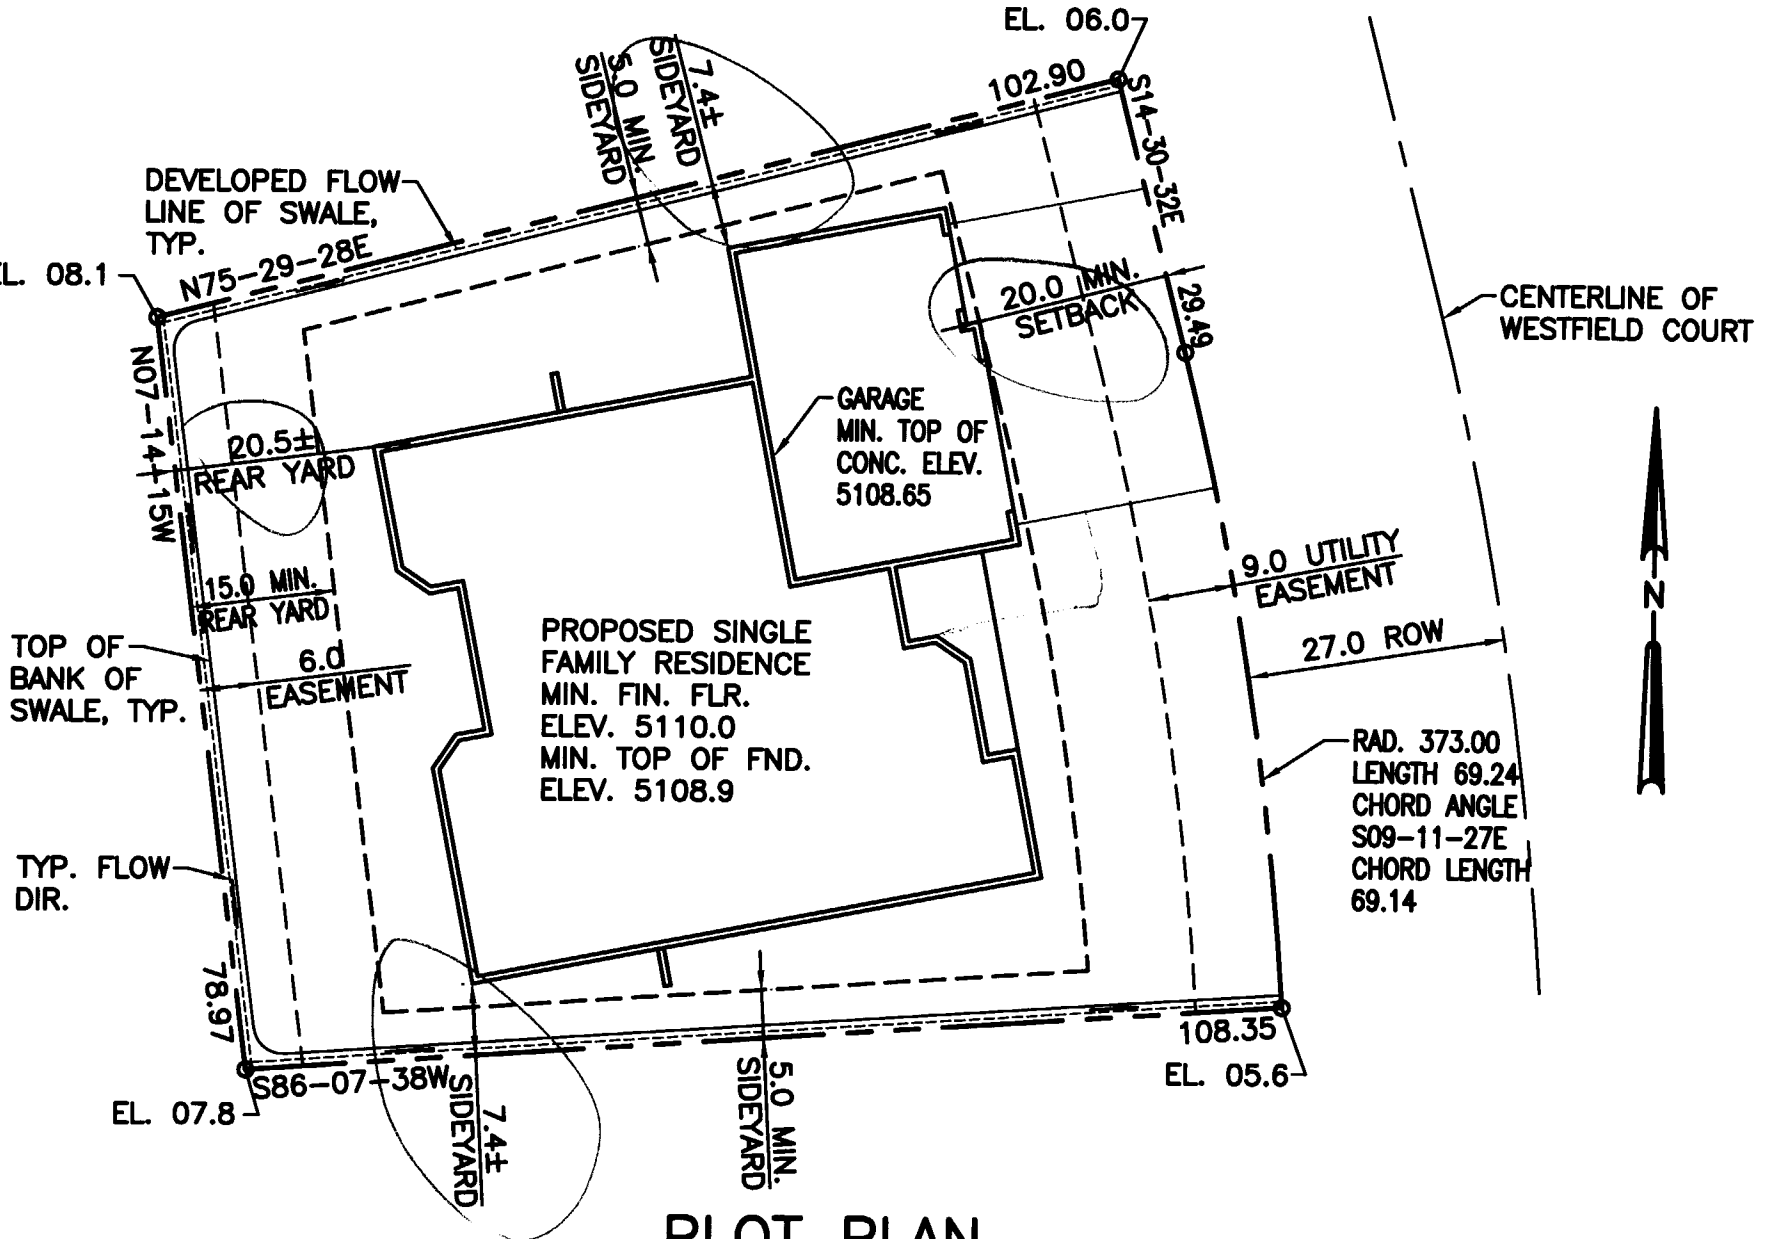 EL. 06.0
102.90
S14-30-32E
5.0 MIN.
SIDEYARD
7.4±
SIDEYARD
DEVELOPED FLOW
LINE OF SWALE,
TYP.
N75-29-28E
EL. 08.1
20.0 MIN.
SETBACK
29.49
CENTERLINE OF
WESTFIELD COURT
N07-14-15W
20.5±
REAR YARD
GARAGE
MIN. TOP OF
CONC. ELEV.
5108.65
9.0 UTILITY
EASEMENT
15.0 MIN.
REAR YARD
N
27.0 ROW
TOP OF
BANK OF
SWALE, TYP.
6.0
EASEMENT
PROPOSED SINGLE
FAMILY RESIDENCE
MIN. FIN. FLR.
ELEV. 5110.0
MIN. TOP OF FND.
ELEV. 5108.9
RAD. 373.00
LENGTH 69.24
CHORD ANGLE
S09-11-27E
CHORD LENGTH
69.14
TYP. FLOW
DIR.
78.97
S86-07-38W
108.35
EL. 05.6
EL. 07.8
7.4±
SIDEYARD
5.0 MIN.
SIDEYARD
PLOT PLAN